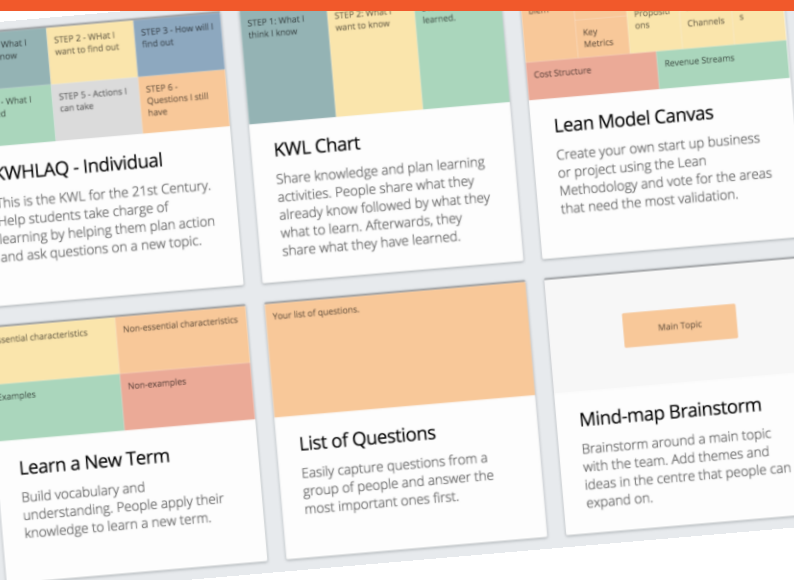 What I
now
STEP 2 - What I
want to find out
STEP 3 - How will I
find out
- What I
d
STEP 5 - Actions I
can take
STEP 6 -
Questions I still
have
KWHLAQ - Individual
This is the KWL for the 21st Century.
Help students take charge of
learning by helping them plan action
and ask questions on a new topic.
STEP 1: What I
think I know
STEP 2: What I
want to know
learned.
KWL Chart
Share knowledge and plan learning
activities. People share what they
already know followed by what they
what to learn. Afterwards, they
share what they have learned.
Key
Metrics
ons
Channels
s
Cost Structure
Revenue Streams
Lean Model Canvas
Create your own start up business
or project using the Lean
Methodology and vote for the areas
that need the most validation.
ssential characteristics
Non-essential characteristics
Examples
Non-examples
Learn a New Term
Build vocabulary and
understanding. People apply their
knowledge to learn a new term.
Your list of questions.
List of Questions
Easily capture questions from a
group of people and answer the
most important ones first.
Main Topic
Mind-map Brainstorm
Brainstorm around a main topic
with the team. Add themes and
ideas in the centre that people can
expand on.